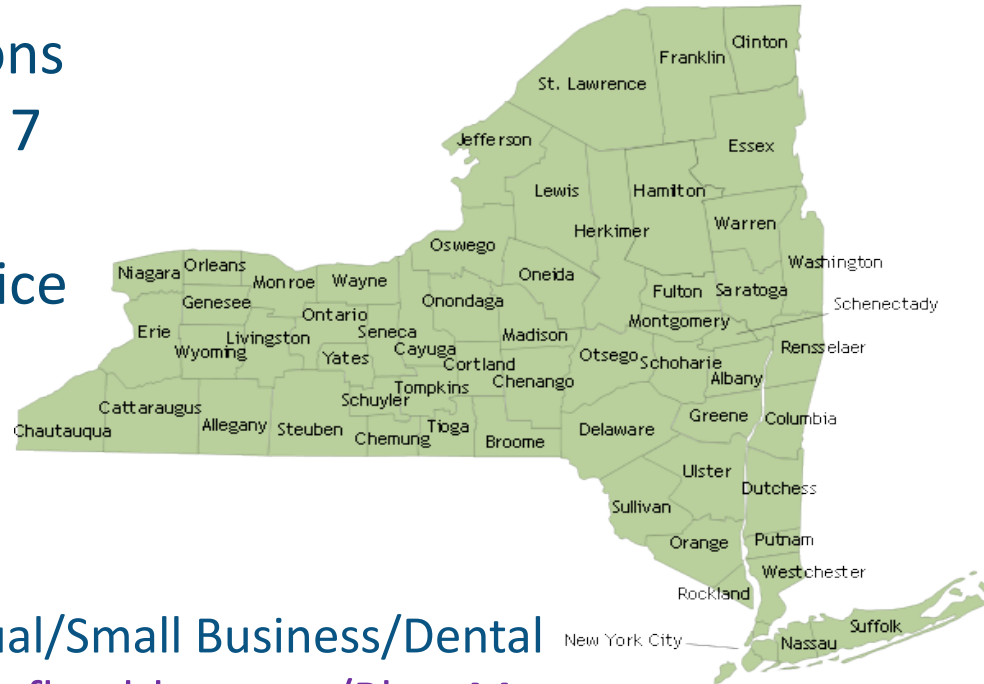 ons
7
ice
Clinton
Franklin
St. Lawrence
Jefferson
Essex
Lewis
Hamilton
Warren
Herkimer
Oswego
Washington
Oneida
Niagara
Orleans
Monroe
Wayne
Fulton
Saratoga
Genesee
Onondaga
Schenectady
Ontario
Montgomery
Erie
Livingston
Seneca
Madison
Rensselaer
Wyoming
Yates
Cayuga
Otsego
Schoharie
Cortland
Albany
Chenango
Tompkins
Schuyler
Cattaraugus
Greene
Columbia
Chautauqua
Allegany
Steuben
Tioga
Delaware
Chemung
Broome
Ulster
Dutchess
Sullivan
Orange
Putnam
Westchester
Rockland
Suffolk
New York City
Nassau
ual/Small Business/Dental